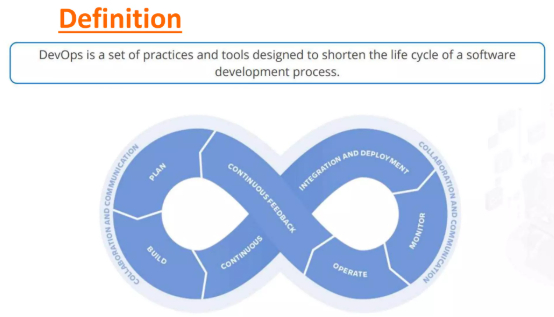 Definition
DevOps is a set of practices and tools designed to shorten the life cycle of a software
development process.
COLLABORATION AND COMMUNICATION
PLAN
BUILD
CONTINUOUS
INTEGRATION AND DEPLOYMENT
CONTINUOUS FEEDBACK
OPERATE
MONITOR
COLLABORATION AND COMMUNICATION